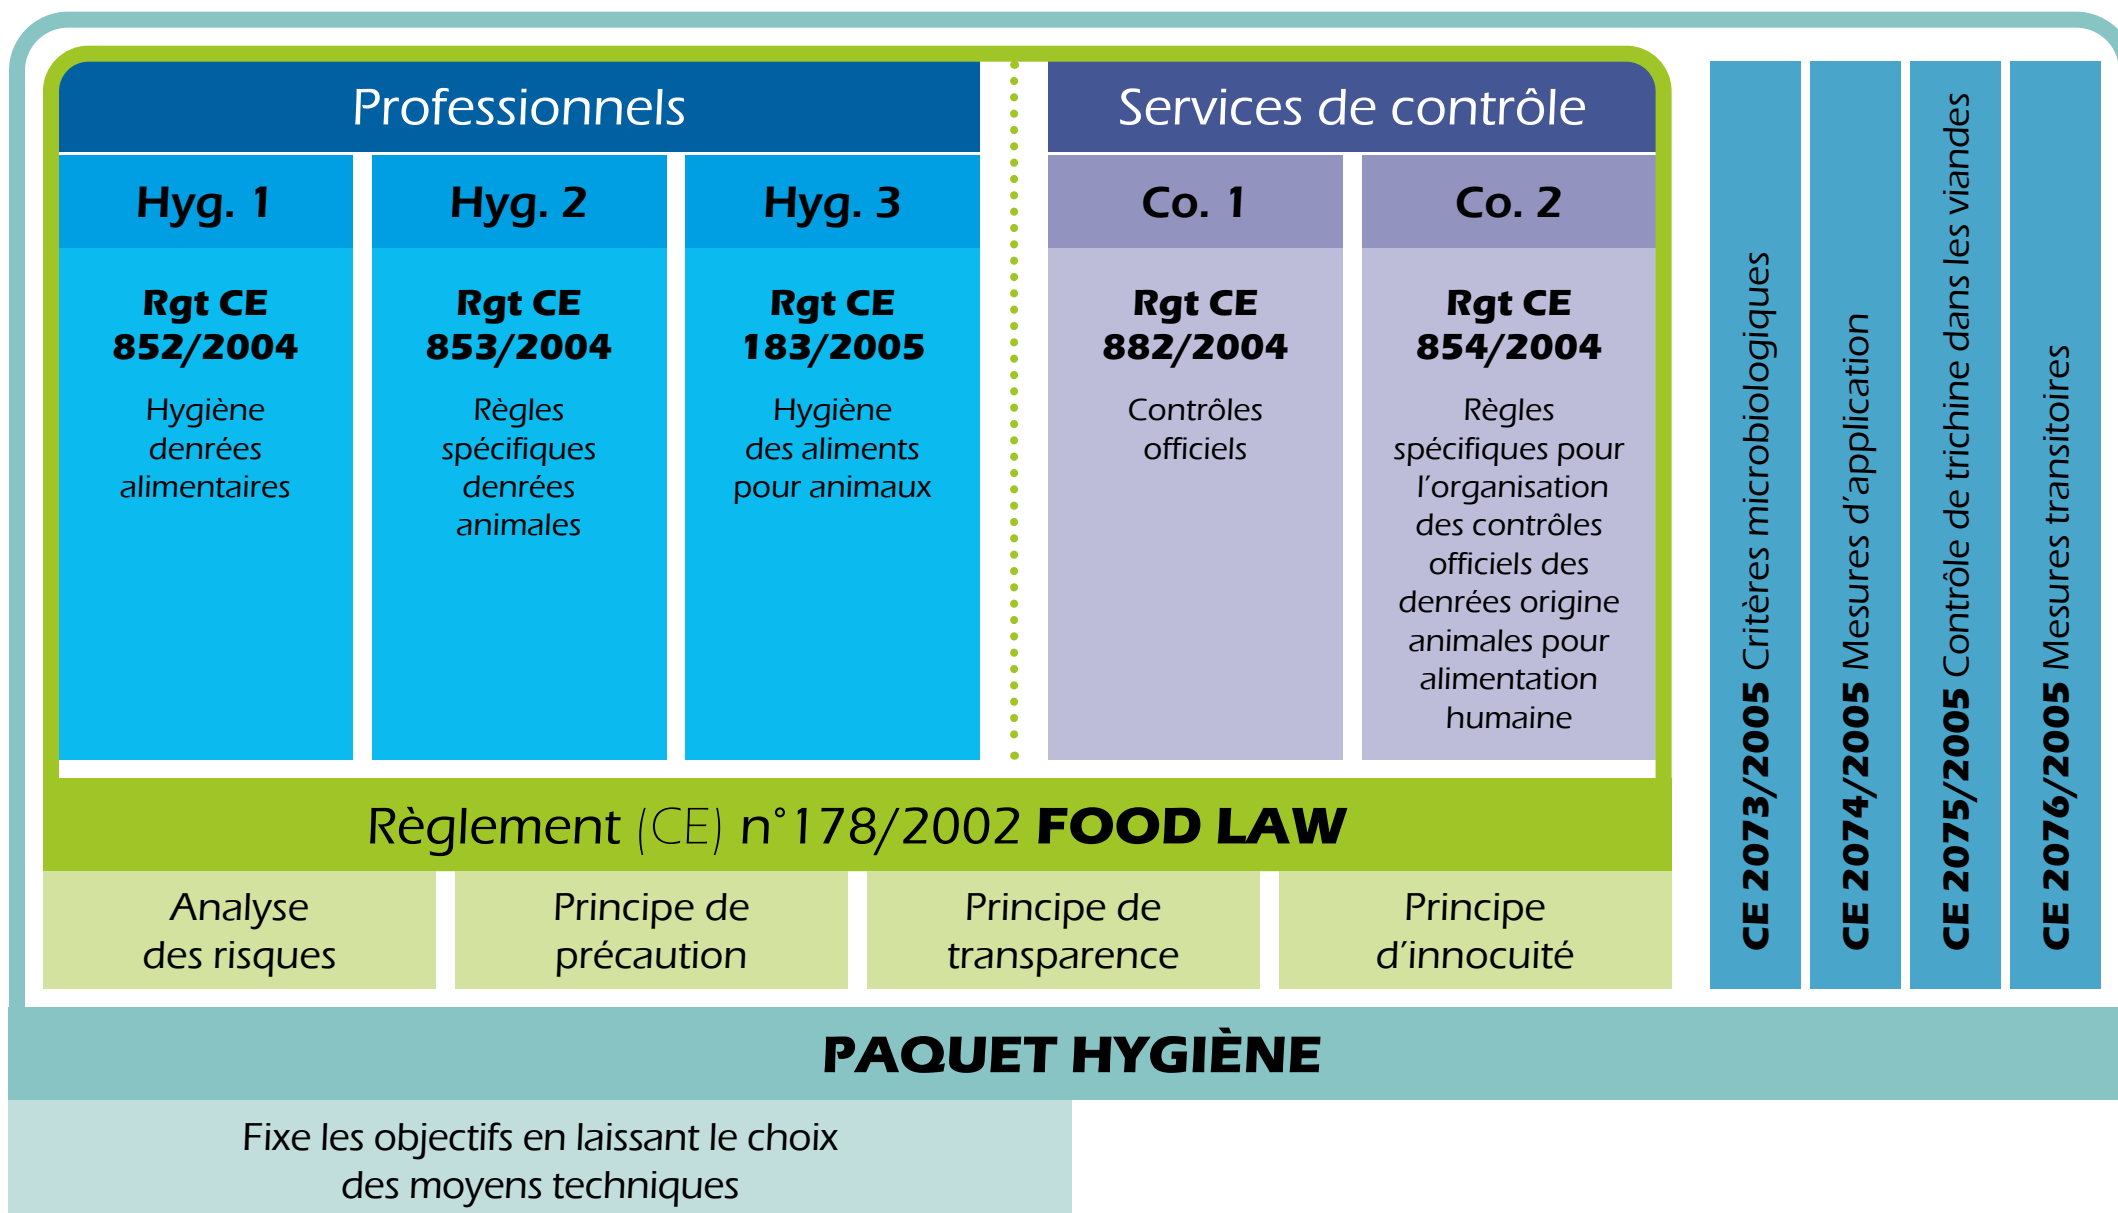 Professionnels
Services de contrôle
Hyg. 1
Hyg. 2
Hyg. 3
Co. 1
Co. 2
Rgt CE
852/2004
Hygiène
denrées
alimentaires
Rgt CE
853/2004
Règles
spécifiques
denrées
animales
Rgt CE
183/2005
Hygiène
des aliments
pour animaux
Rgt CE
882/2004
Contrôles
officiels
Rgt CE
854/2004
Règles
spécifiques pour
l'organisation
des contrôles
officiels des
denrées origine
animales pour
alimentation
humaine
Règlement (CE) n°178/2002 FOOD LAW
Analyse
des risques
Principe de
précaution
Principe de
transparence
Principe
d'innocuité
CE 2073/2005 Critères microbiologiques
CE 2074/2005 Mesures d'application
CE 2075/2005 Contrôle de trichine dans les viandes
CE 2076/2005 Mesures transitoires
PAQUET HYGIÈNE
Fixe les objectifs en laissant le choix
des moyens techniques